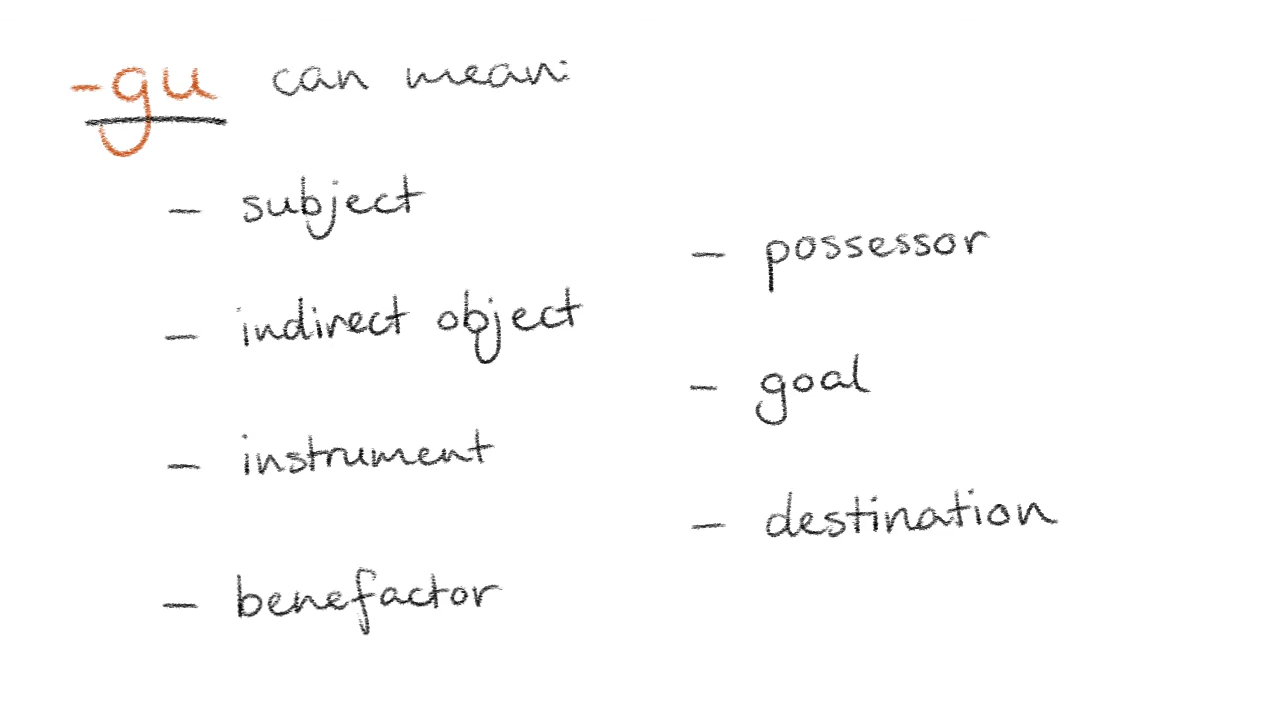 -gu can mean:
- subject
- indirect object
- instrument
- benefactor
- possessor
- goal
- destination